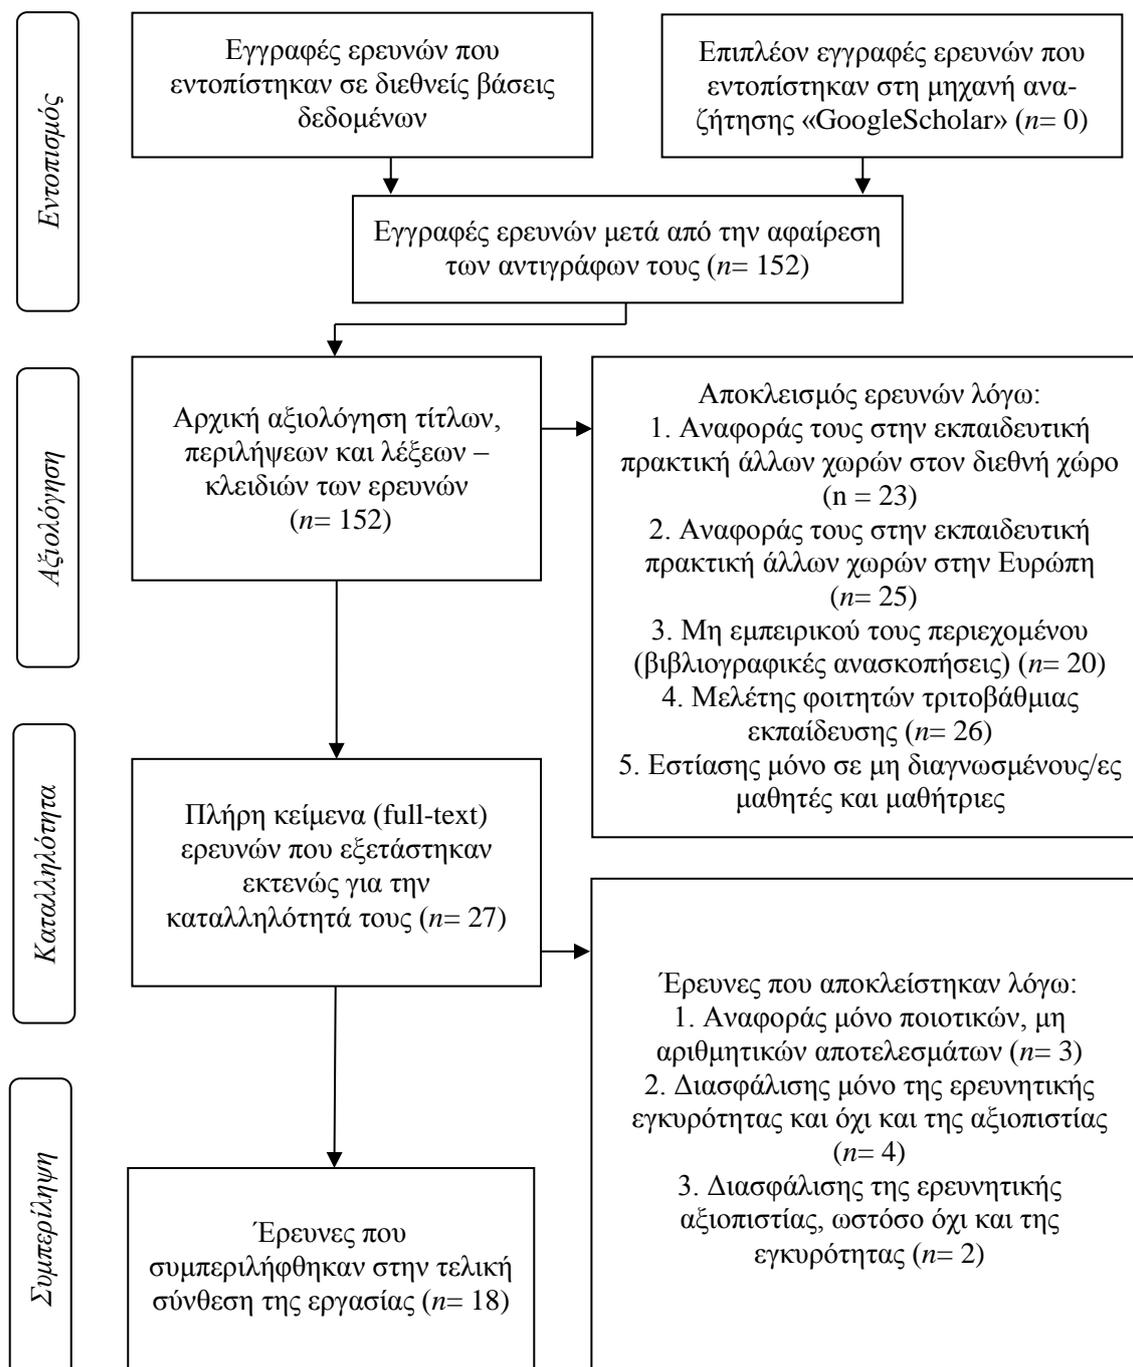 Εντοπισμός
Εγγραφές ερευνών που
εντοπίστηκαν σε διεθνείς βάσεις
δεδομένων
Επιπλέον εγγραφές ερευνών που
εντοπίστηκαν στη μηχανή ανα-
ζήτησης «GoogleScholar» (n= 0)
Εγγραφές ερευνών μετά από την αφαίρεση
των αντιγράφων τους (n= 152)
Αξιολόγηση
Αρχική αξιολόγηση τίτλων,
περιλήψεων και λέξεων –
κλειδιών των ερευνών
(n= 152)
Αποκλεισμός ερευνών λόγω:
1. Αναφοράς τους στην εκπαιδευτική
πρακτική άλλων χωρών στον διεθνή χώρο
(n = 23)
2. Αναφοράς τους στην εκπαιδευτική
πρακτική άλλων χωρών στην Ευρώπη
(n= 25)
3. Μη εμπειρικού τους περιεχομένου
(βιβλιογραφικές ανασκοπήσεις) (n= 20)
4. Μελέτης φοιτητών τριτοβάθμιας
εκπαίδευσης (n= 26)
5. Εστίασης μόνο σε μη διαγνωσμένους/ες
μαθητές και μαθήτριες
Καταλληλότητα
Πλήρη κείμενα (full-text)
ερευνών που εξετάστηκαν
εκτενώς για την
καταλληλότητά τους (n= 27)
Έρευνες που αποκλείστηκαν λόγω:
1. Αναφοράς μόνο ποιοτικών, μη
αριθμητικών αποτελεσμάτων (n= 3)
2. Διασφάλισης μόνο της ερευνητικής
εγκυρότητας και όχι και της αξιοπιστίας
(n= 4)
3. Διασφάλισης της ερευνητικής
αξιοπιστίας, ωστόσο όχι και της
εγκυρότητας (n= 2)
Συμπερίληψη
Έρευνες που
συμπεριλήφθηκαν στην τελική
σύνθεση της εργασίας (n= 18)